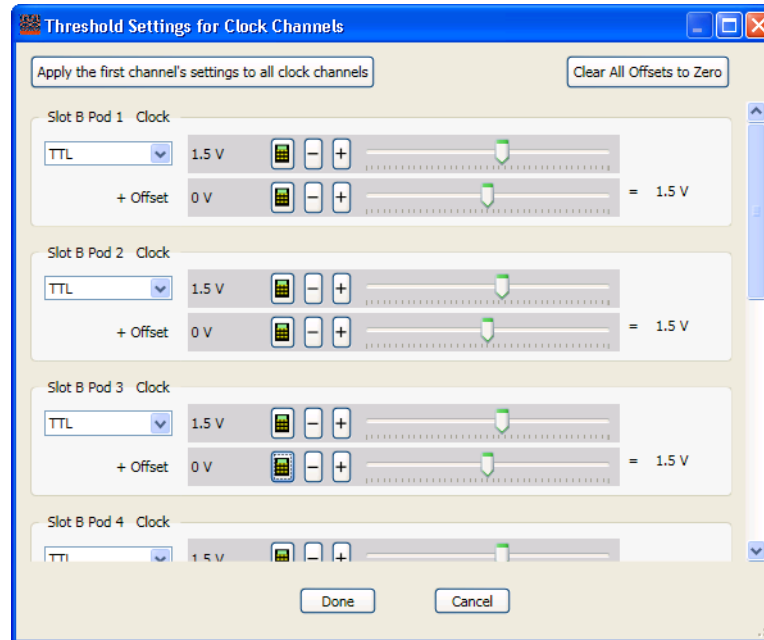 Threshold Settings for Clock Channels
Apply the first channel's settings to all clock channels
Clear All Offsets to Zero
Slot B Pod 1 Clock
TTL 1.5 V - +
+ Offset 0 V - + = 1.5 V
Slot B Pod 2 Clock
TTL 1.5 V - +
+ Offset 0 V - + = 1.5 V
Slot B Pod 3 Clock
TTL 1.5 V - +
+ Offset 0 V - + = 1.5 V
Slot B Pod 4 Clock
TTL 1.5 V - +
Done Cancel